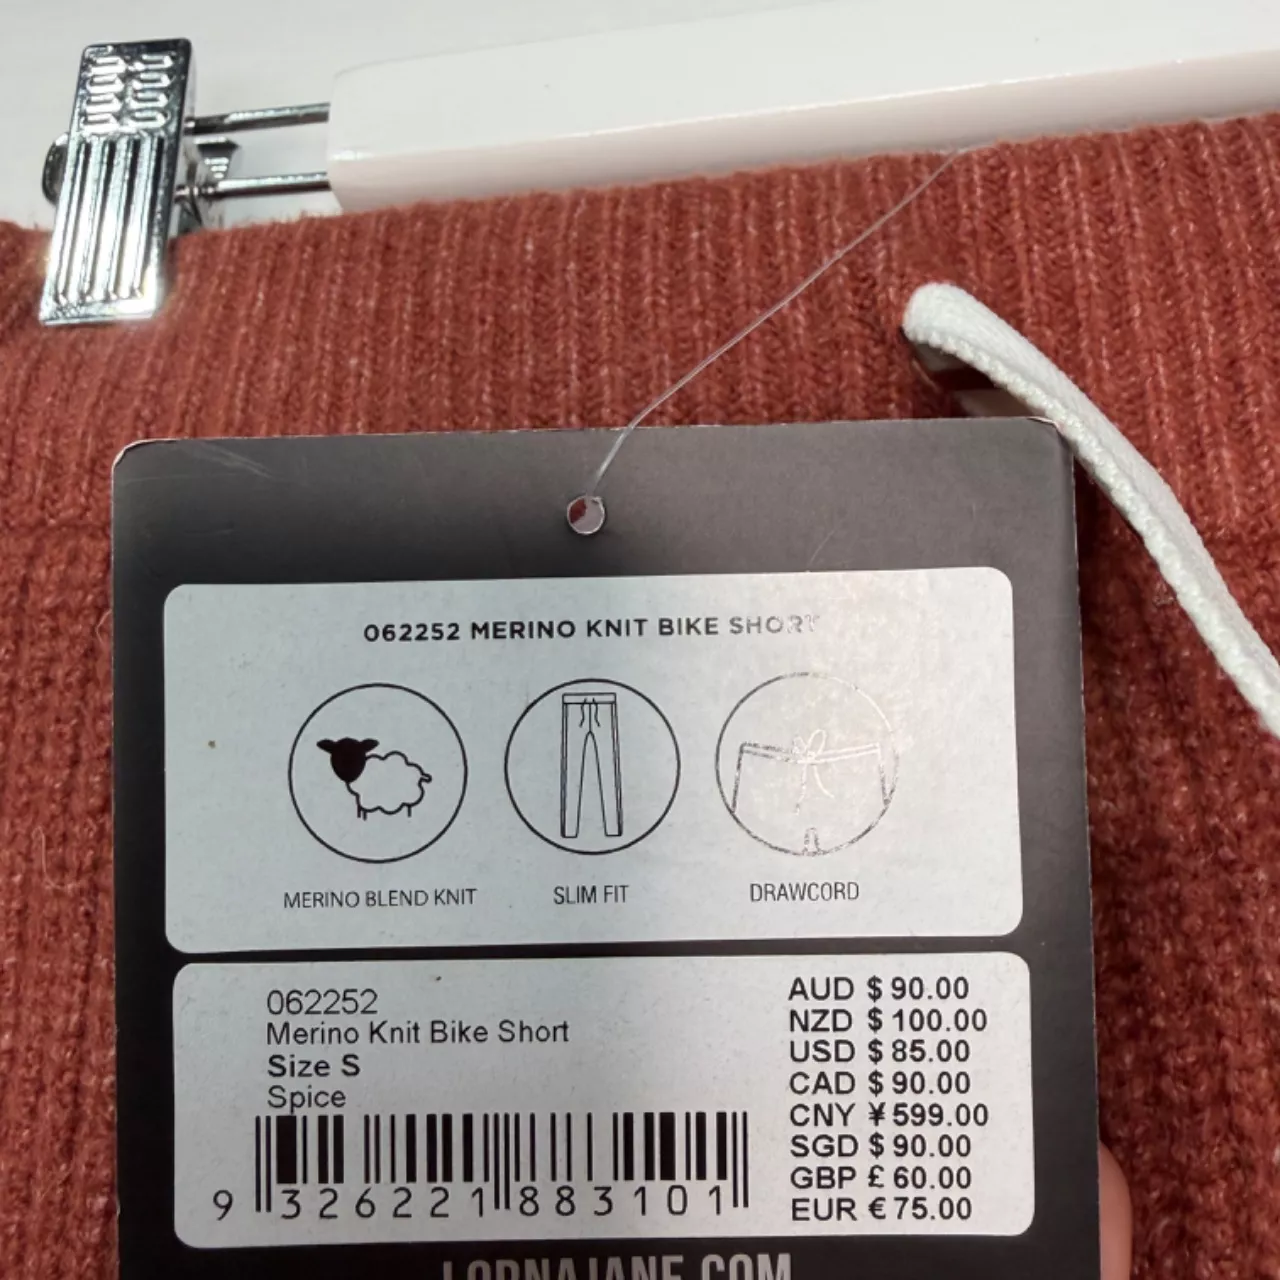 062252 MERINO KNIT BIKE SHORT
MERINO BLEND KNIT
SLIM FIT
DRAWCORD
062252
Merino Knit Bike Short
Size S
Spice
9 326221 883101
AUD $ 90.00
NZD $ 100.00
USD $ 85.00
CAD $ 90.00
CNY ¥ 599.00
SGD $ 90.00
GBP £ 60.00
EUR € 75.00
LORNAJANE.COM